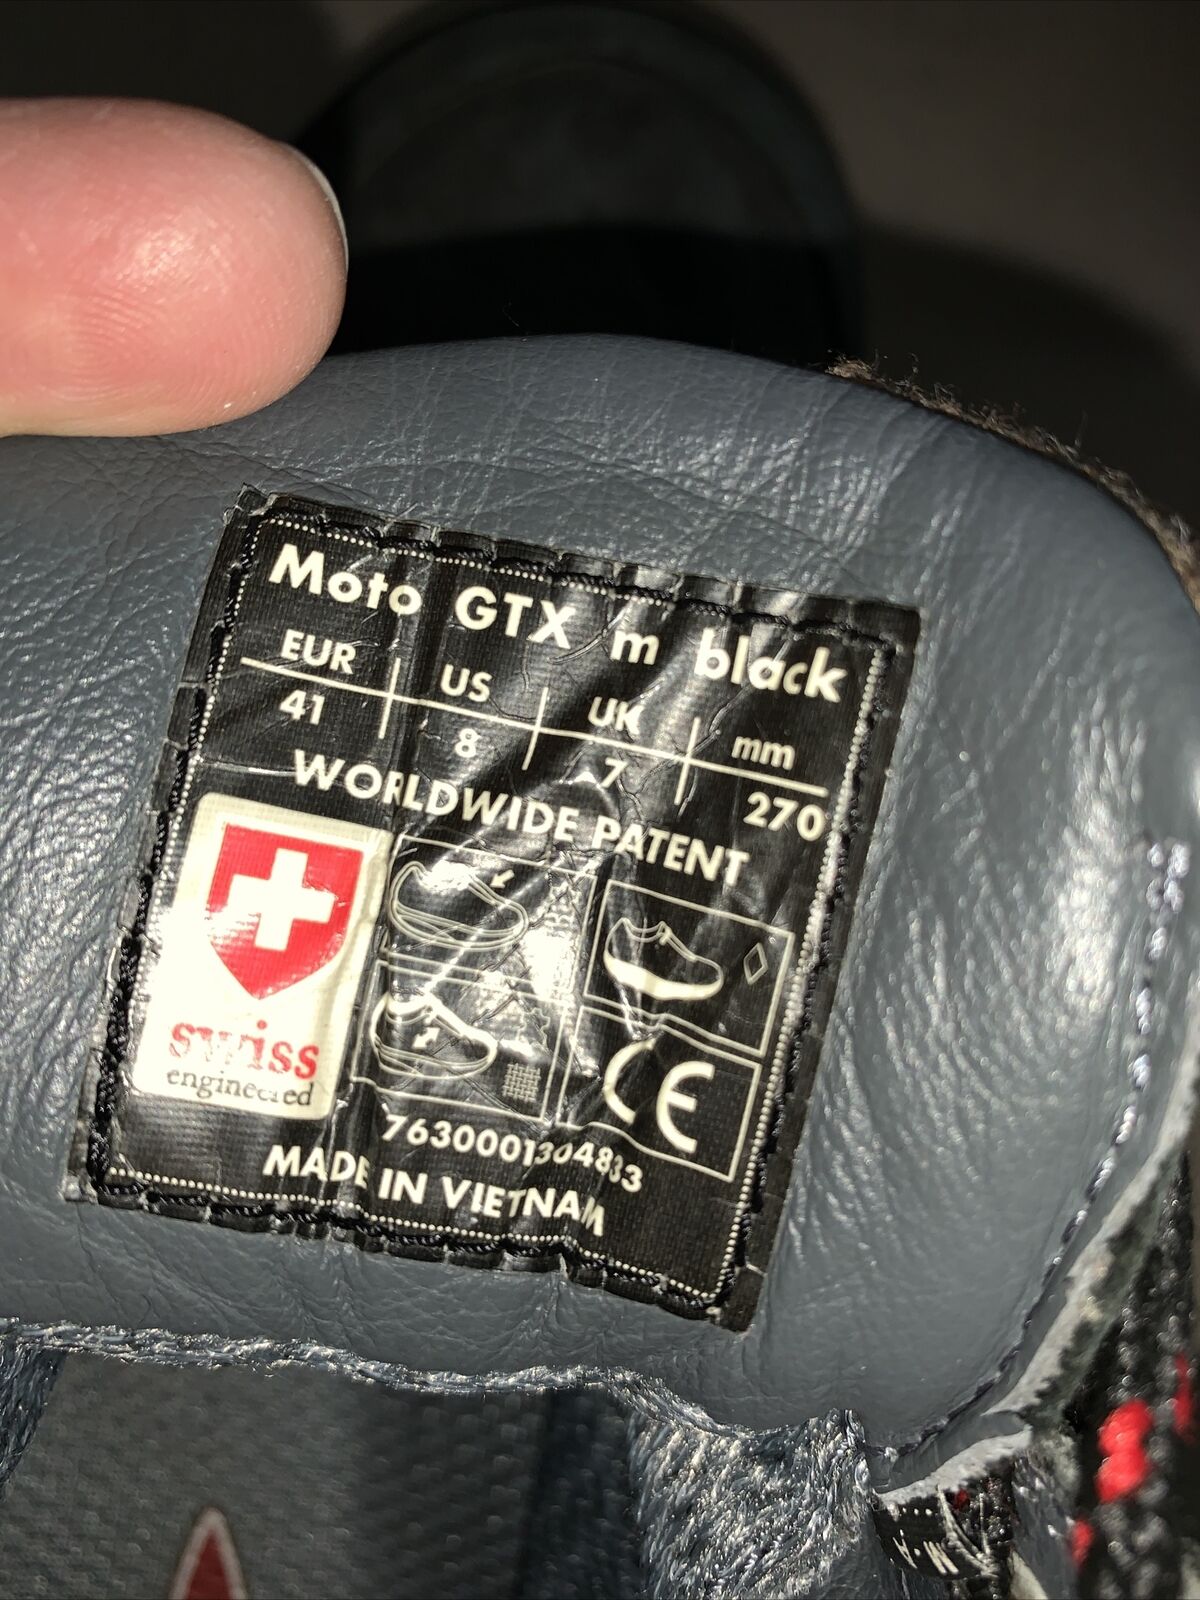 Moto GTX m black
EUR US UK mm
41 8 7 270
WORLDWIDE PATENT
swiss
engineered
CE
7630001304833
MADE IN VIETNAM